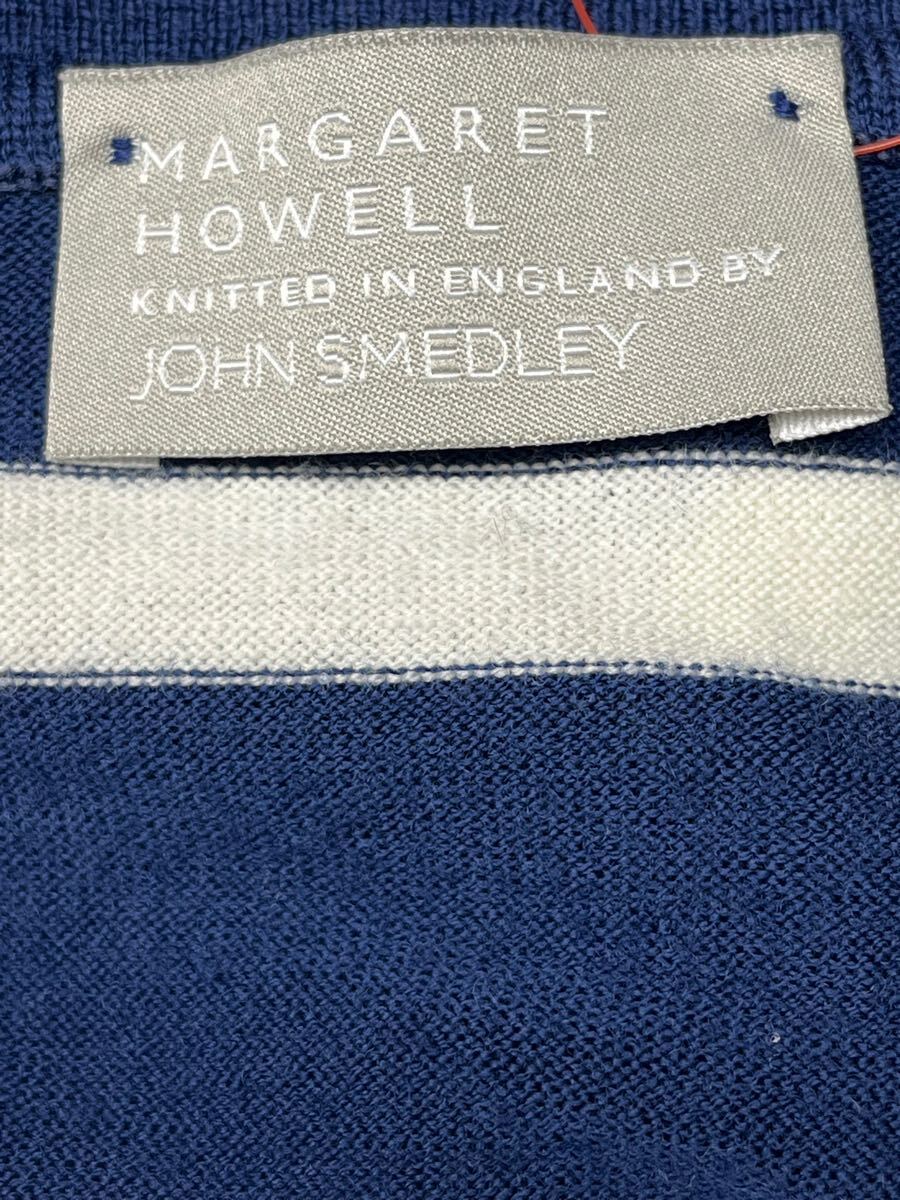 MARGARET
HOWELL
KNITTED IN ENGLAND BY
JOHN SMEDLEY